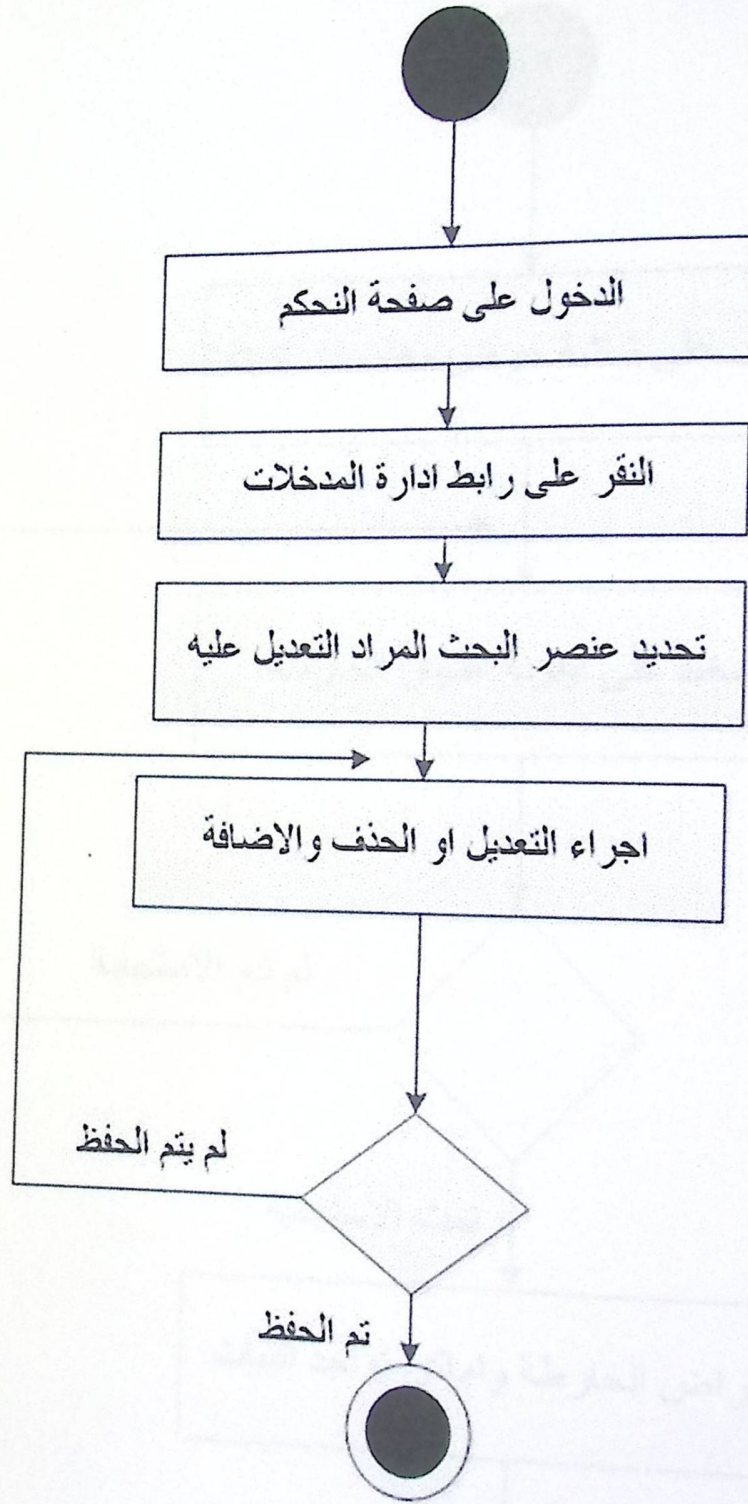 الدخول على صفحة النحكم
النقر على رابط ادارة المدخلات
تحديد عنصر البحث المراد التعديل عليه
اجراء التعديل او الحذف والاضافة
لم يتم الحفظ
تم الحفظ